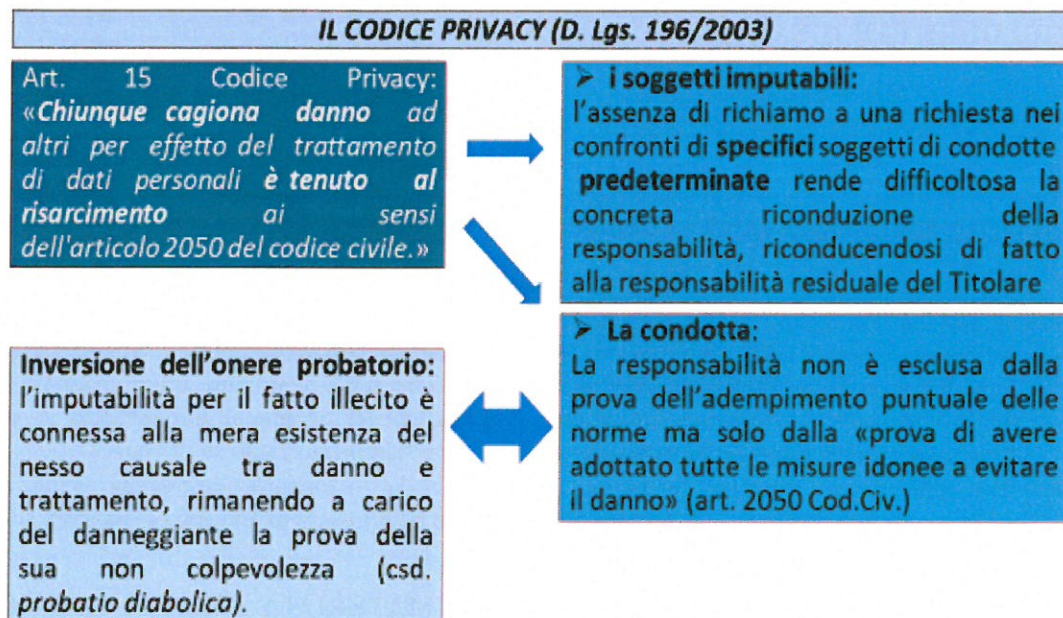 IL CODICE PRIVACY (D. Lgs. 196/2003)
Art. 15 Codice Privacy:
«Chiunque cagiona danno ad
altri per effetto del trattamento
di dati personali è tenuto al
risarcimento ai sensi
dell'articolo 2050 del codice civile.»
➢ i soggetti imputabili:
l'assenza di richiamo a una richiesta nei
confronti di specifici soggetti di condotte
predeterminate rende difficoltosa la
concreta riconduzione della
responsabilità, riconducendosi di fatto
alla responsabilità residuale del Titolare
➢ La condotta:
La responsabilità non è esclusa dalla
prova dell'adempimento puntuale delle
norme ma solo dalla «prova di avere
adottato tutte le misure idonee a evitare
il danno» (art. 2050 Cod.Civ.)
Inversione dell'onere probatorio:
l'imputabilità per il fatto illecito è
connessa alla mera esistenza del
nesso causale tra danno e
trattamento, rimanendo a carico
del danneggiante la prova della
sua non colpevolezza (csd.
probatio diabolica).